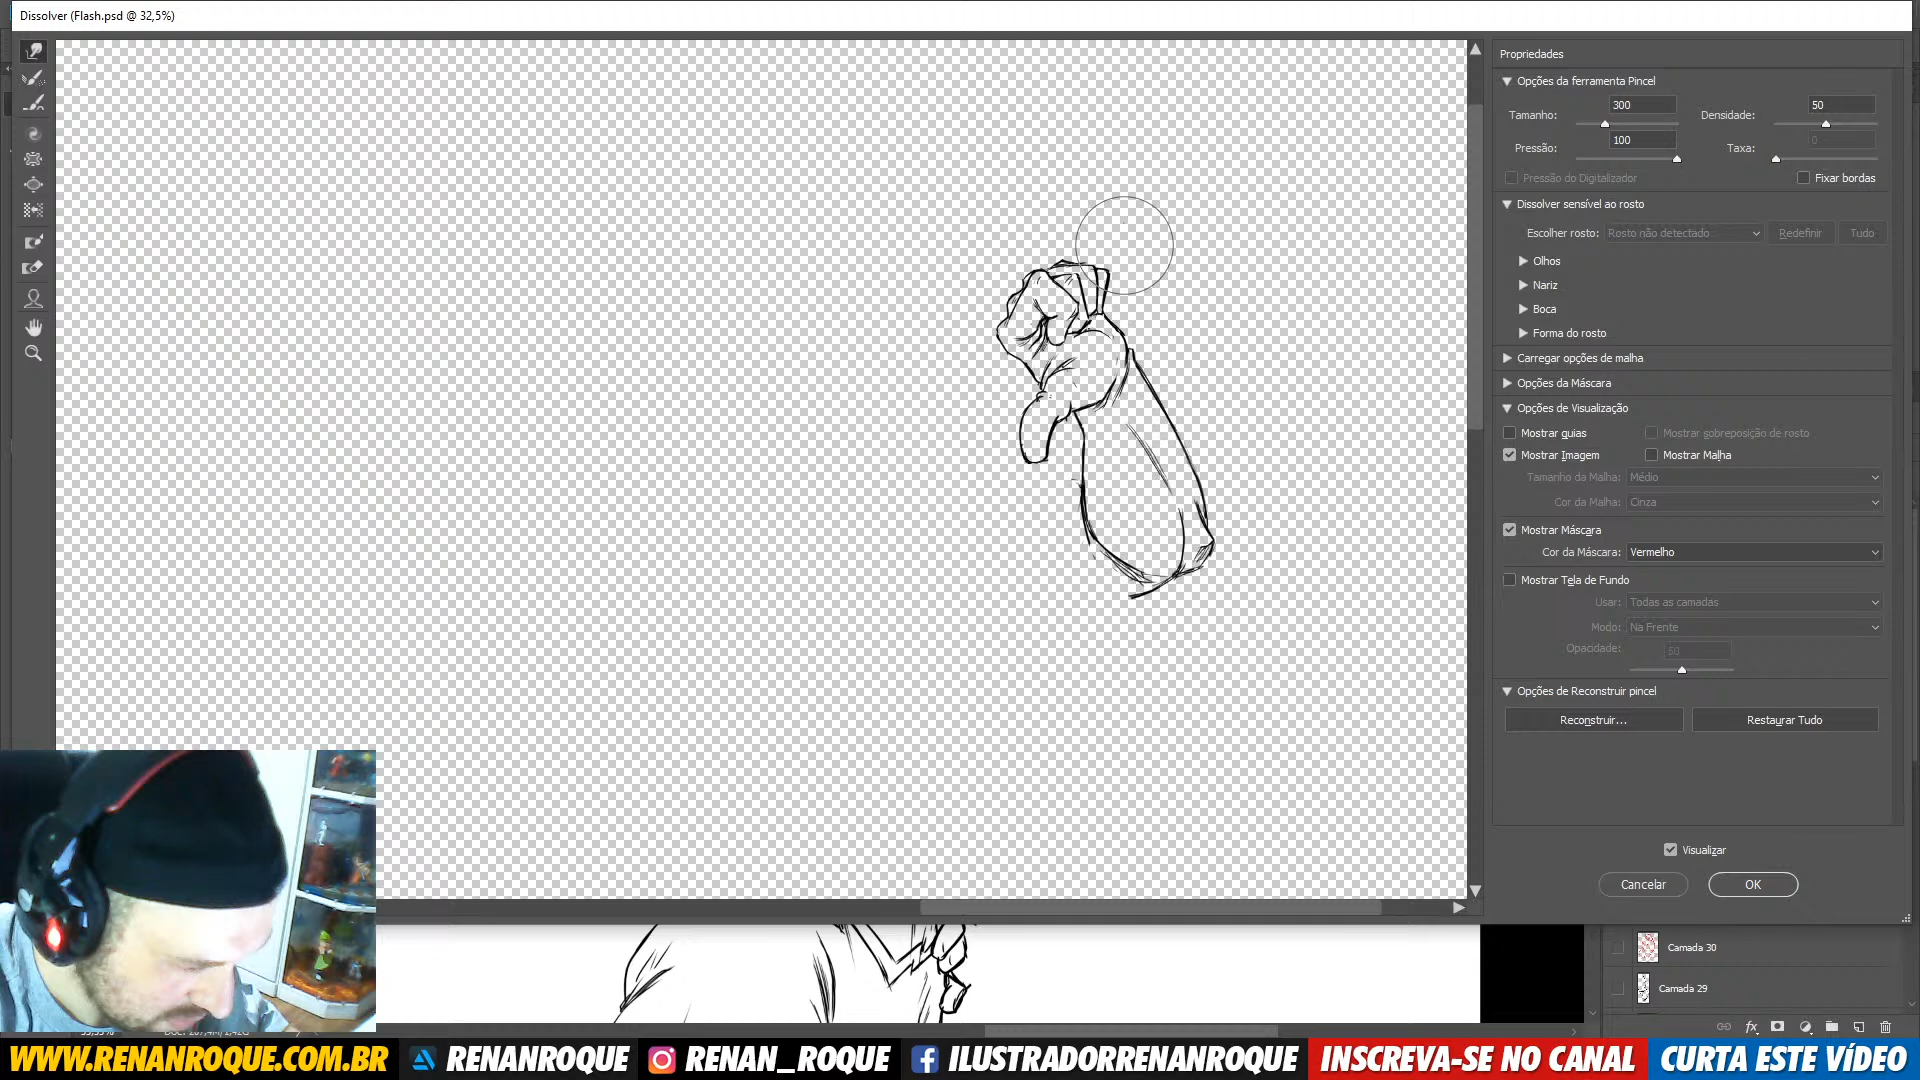 Dissolver (Flash.psd @ 32,5%)
Propriedades
Opções da ferramenta Pincel
Tamanho: 300 Densidade: 50
Pressão: 100 Taxa: 0
Pressão do Digitalizador Fixar bordas
Dissolver sensível ao rosto
Escolher rosto: Rosto não detectado Redefinir Tudo
Olhos
Nariz
Boca
Forma do rosto
Carregar opções de malha
Opções da Máscara
Opções de Visualização
Mostrar guias Mostrar sobreposição de rosto
Mostrar Imagem Mostrar Malha
Tamanho da Malha: Médio
Cor da Malha: Cinza
Mostrar Máscara
Cor da Máscara: Vermelho
Mostrar Tela de Fundo
Usar: Todas as camadas
Modo: Na Frente
Opacidade: 50
Opções de Reconstruir pincel
Reconstruir... Restaurar Tudo
Visualizar
Cancelar OK
Camada 30
Camada 29
WWW.RENANROQUE.COM.BR RENANROQUE RENAN_ROQUE ILUSTRADORRENANROQUE INSCREVA-SE NO CANAL CURTA ESTE VÍDEO